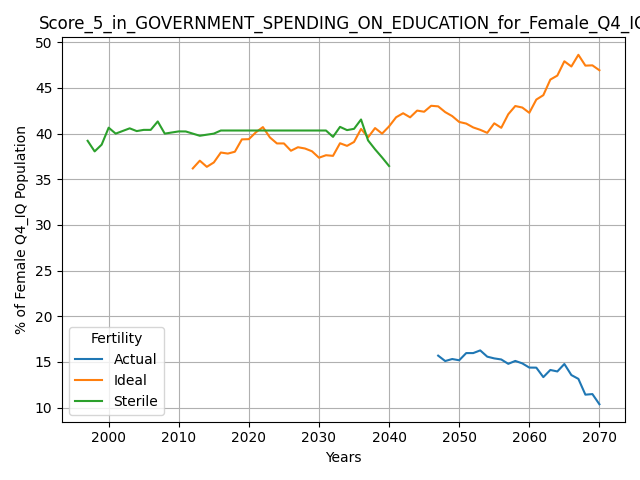 Score_5_in_GOVERNMENT_SPENDING_ON_EDUCATION_for_Female_Q4_IQ
50
45
40
35
30
25
20
15
10
% of Female Q4_IQ Population
Fertility
Actual
Ideal
Sterile
2000 2010 2020 2030 2040 2050 2060 2070
Years